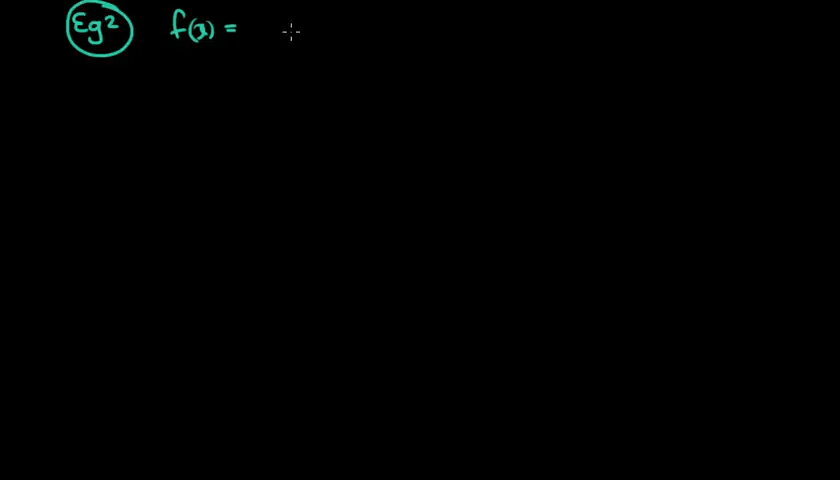 Eg2 f(x) =